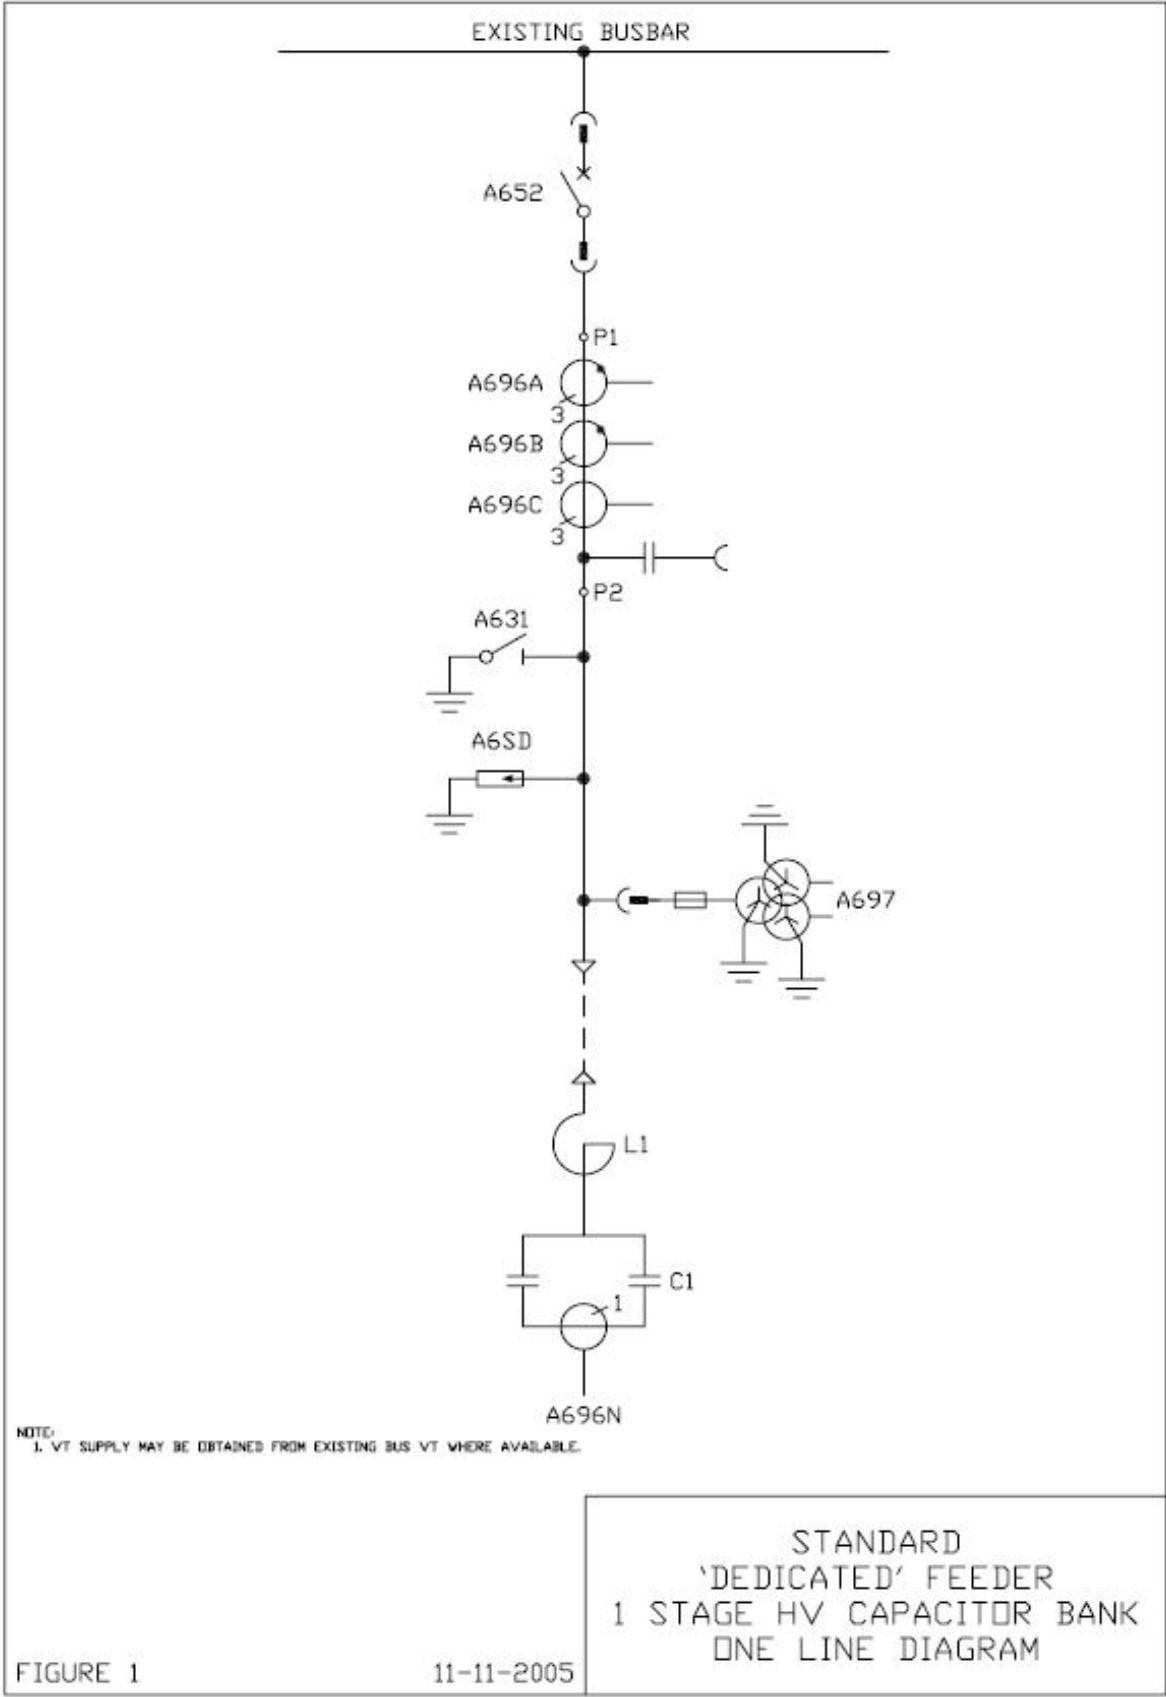 EXISTING BUSBAR
A652
P1
A696A
3
A696B
3
A696C
3
P2
A631
A6SD
A697
L1
C1
1
A696N
NOTE:
1. VT SUPPLY MAY BE OBTAINED FROM EXISTING BUS VT WHERE AVAILABLE.
STANDARD
'DEDICATED' FEEDER
1 STAGE HV CAPACITOR BANK
ONE LINE DIAGRAM
FIGURE 1
11-11-2005